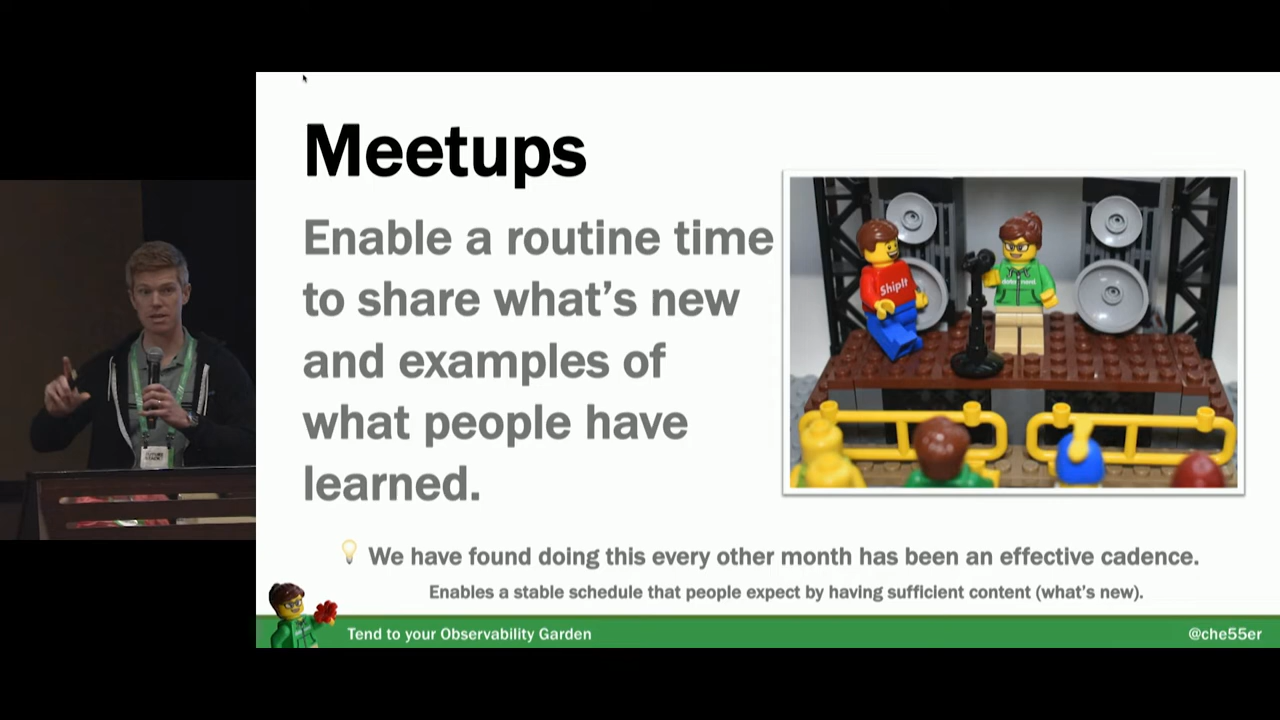 Meetups
Enable a routine time
to share what's new
and examples of
what people have
learned.
ShipIt
We have found doing this every other month has been an effective cadence.
Enables a stable schedule that people expect by having sufficient content (what's new).
Tend to your Observability Garden
@che55er